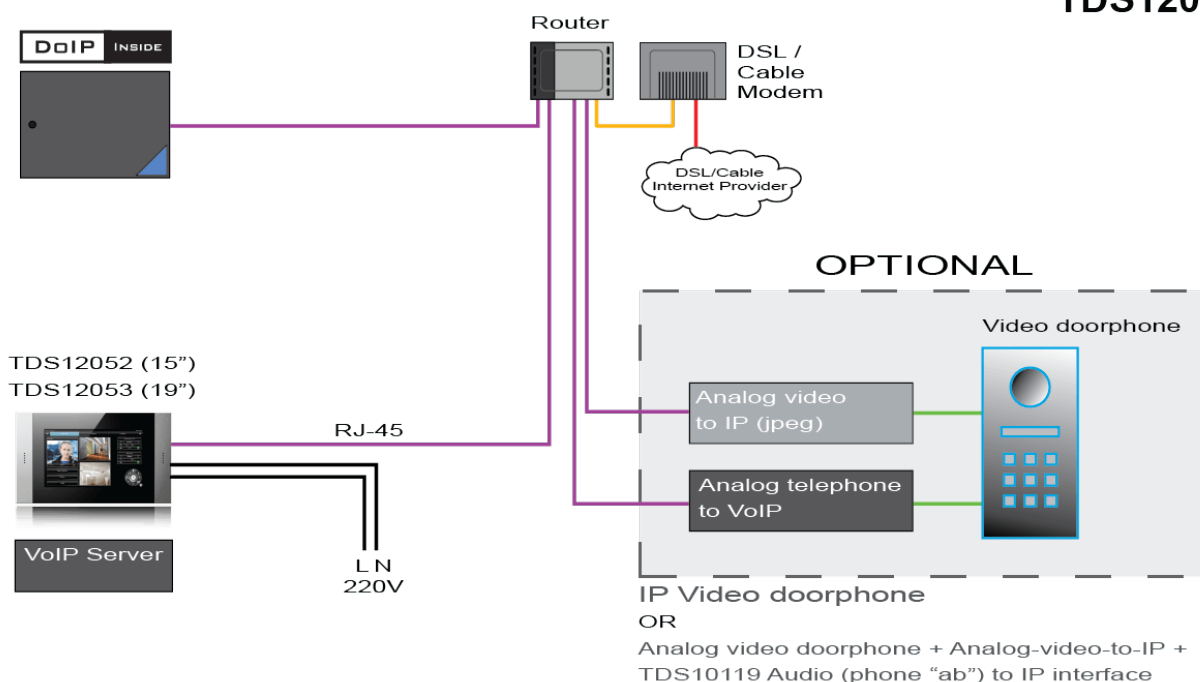 TDS120
Router
DoIP INSIDE
DSL /
Cable
Modem
DSL/Cable
Internet Provider
OPTIONAL
Video doorphone
TDS12052 (15”)
TDS12053 (19”)
Analog video
to IP (jpeg)
RJ-45
Analog telephone
to VoIP
VoIP Server
L N
220V
IP Video doorphone
OR
Analog video doorphone + Analog-video-to-IP +
TDS10119 Audio (phone “ab”) to IP interface